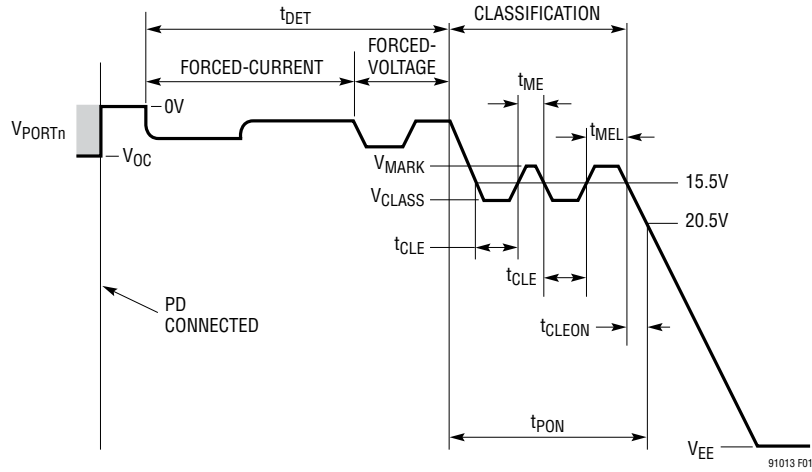 tDET
CLASSIFICATION
FORCED-CURRENT
FORCED-
VOLTAGE
tME
0V
VPORTn
VOC
tMEL
VMARK
15.5V
VCLASS
20.5V
tCLE
tCLE
PD
CONNECTED
tCLEON
tPON
VEE
91013 F01